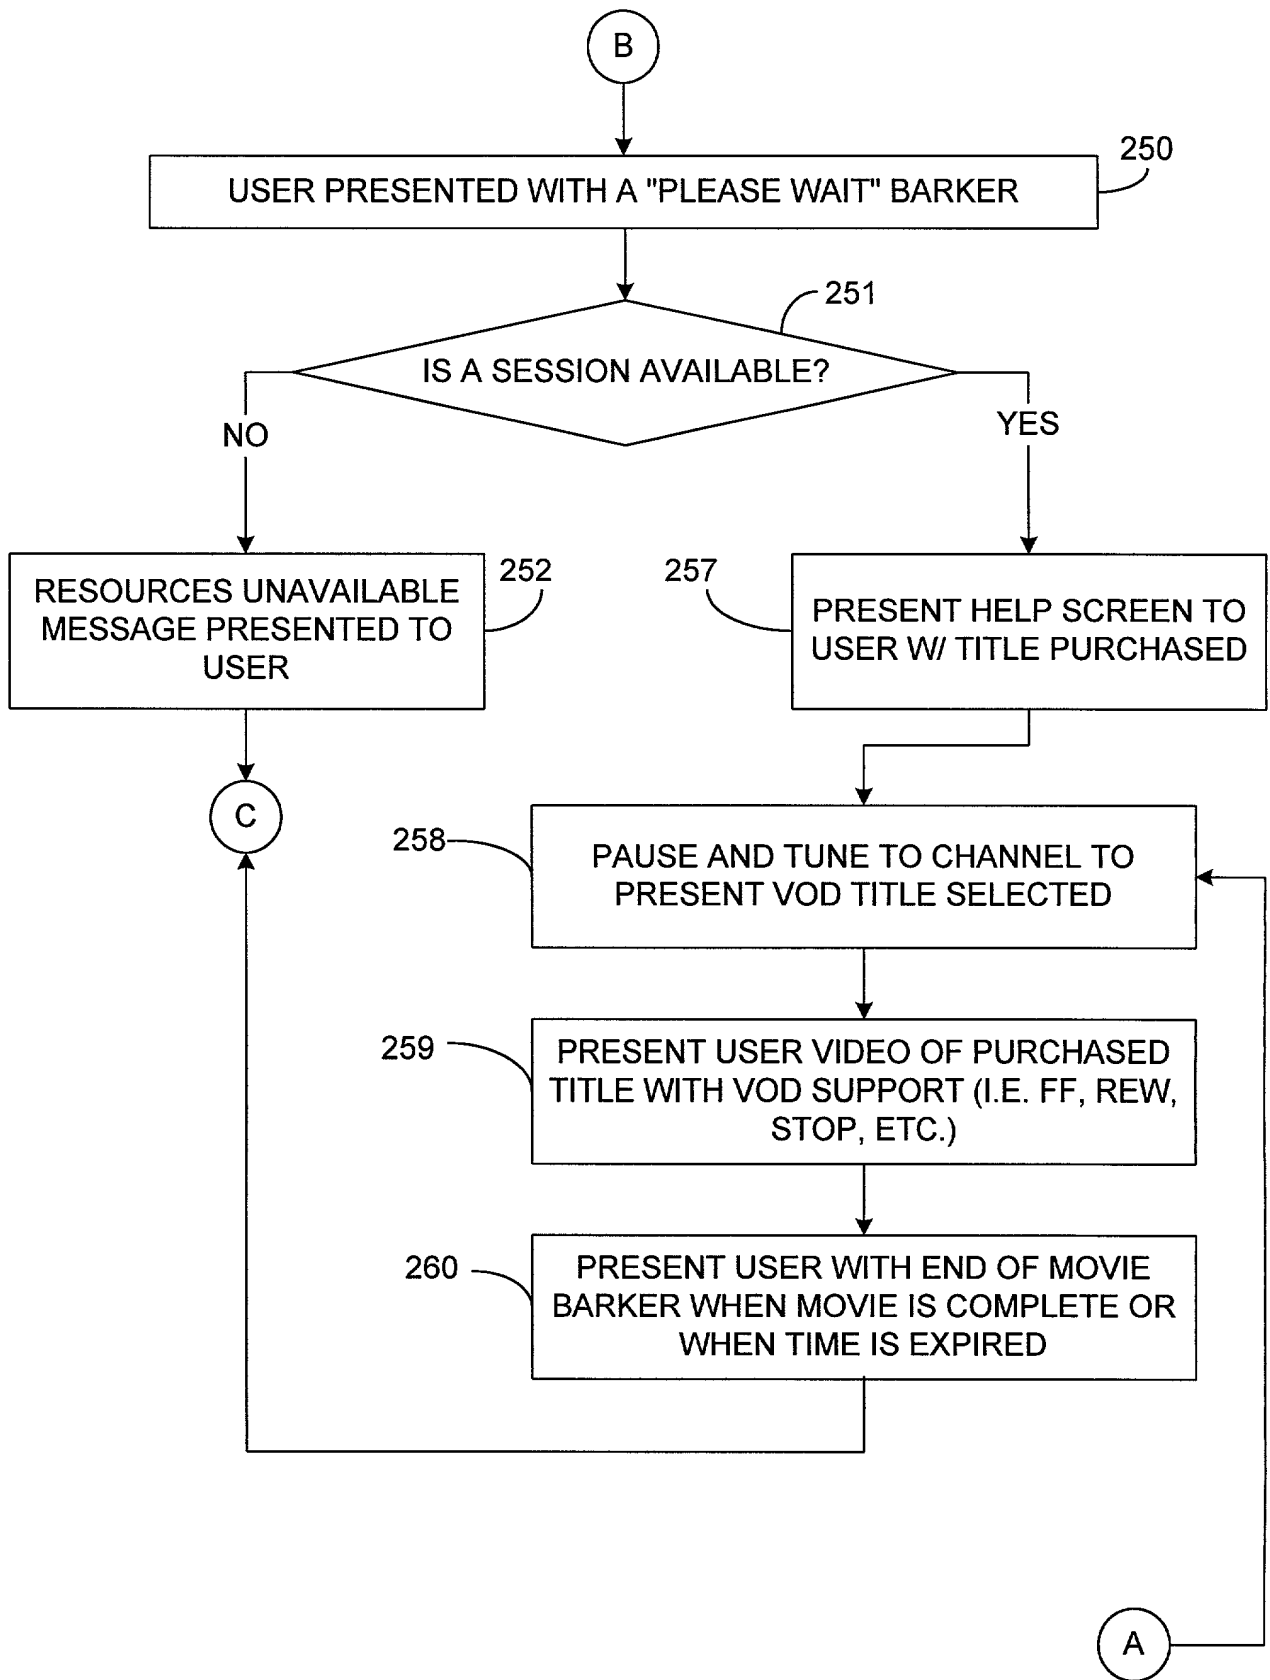 B
250
USER PRESENTED WITH A "PLEASE WAIT" BARKER
251
IS A SESSION AVAILABLE?
NO
YES
252
RESOURCES UNAVAILABLE
MESSAGE PRESENTED TO
USER
257
PRESENT HELP SCREEN TO
USER W/ TITLE PURCHASED
C
258
PAUSE AND TUNE TO CHANNEL TO
PRESENT VOD TITLE SELECTED
259
PRESENT USER VIDEO OF PURCHASED
TITLE WITH VOD SUPPORT (I.E. FF, REW,
STOP, ETC.)
260
PRESENT USER WITH END OF MOVIE
BARKER WHEN MOVIE IS COMPLETE OR
WHEN TIME IS EXPIRED
A